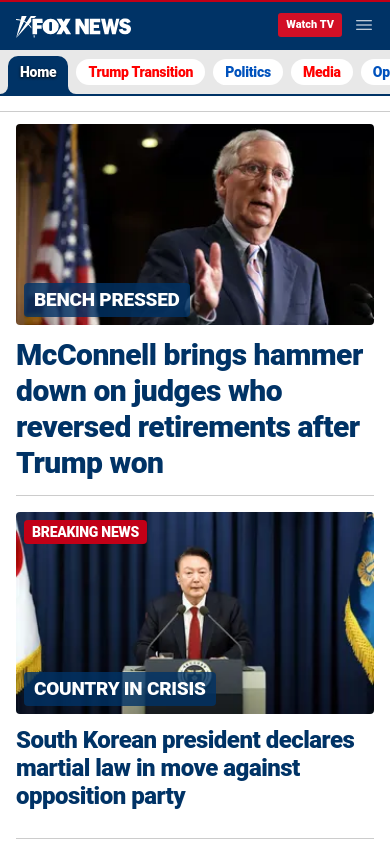 FOX NEWS
Watch TV
Home
Trump Transition
Politics
Media
Op
BENCH PRESSED
McConnell brings hammer
down on judges who
reversed retirements after
Trump won
BREAKING NEWS
COUNTRY IN CRISIS
South Korean president declares
martial law in move against
opposition party